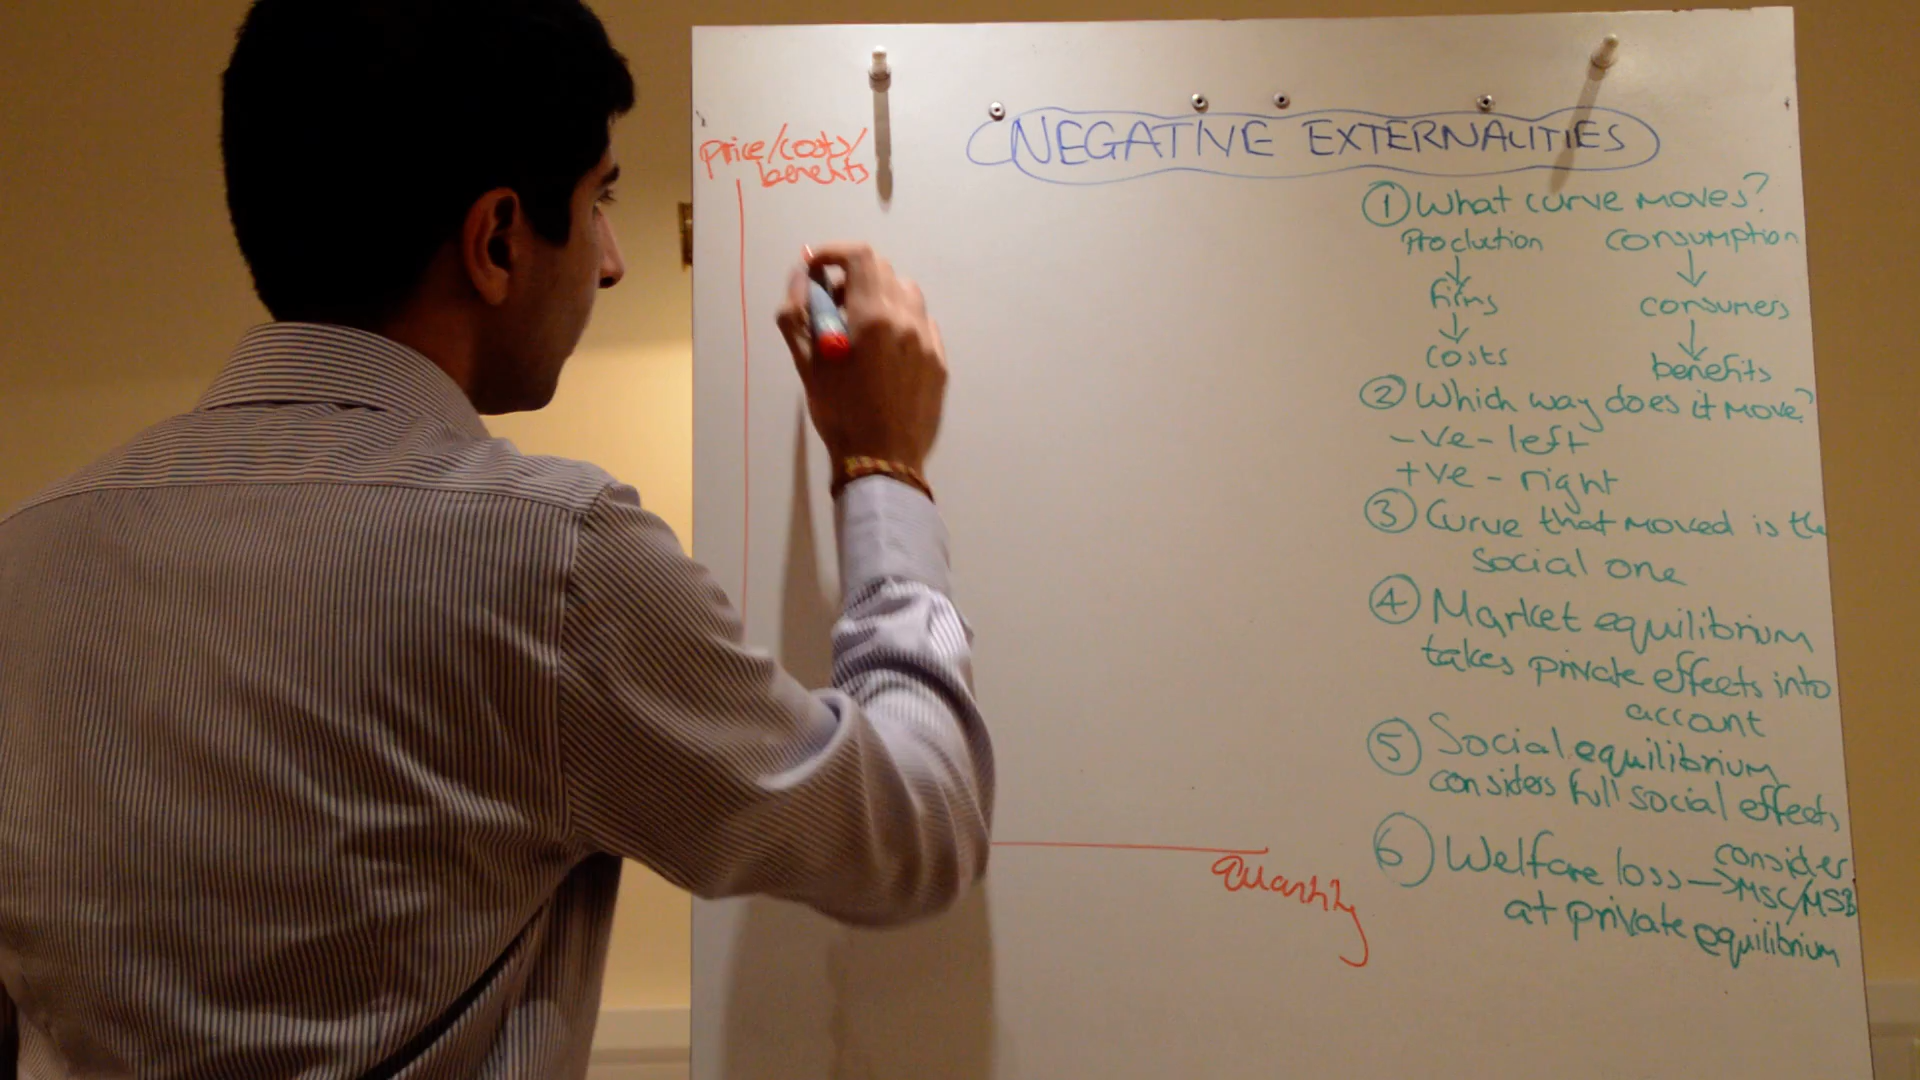 NEGATIVE EXTERNALITIES
price/costs/
benefits
Quantity
① What curve moves?
Production consumption
↓ ↓
firms consumers
↓ ↓
costs benefits
② Which way does it move?
-ve - left
+ve - right
③ Curve that moved is the
social one
④ Market equilibrium
takes private effects into
account
⑤ Social equilibrium
considers full social effects
⑥ Welfare loss → consider
MSC/MSB
at private equilibrium